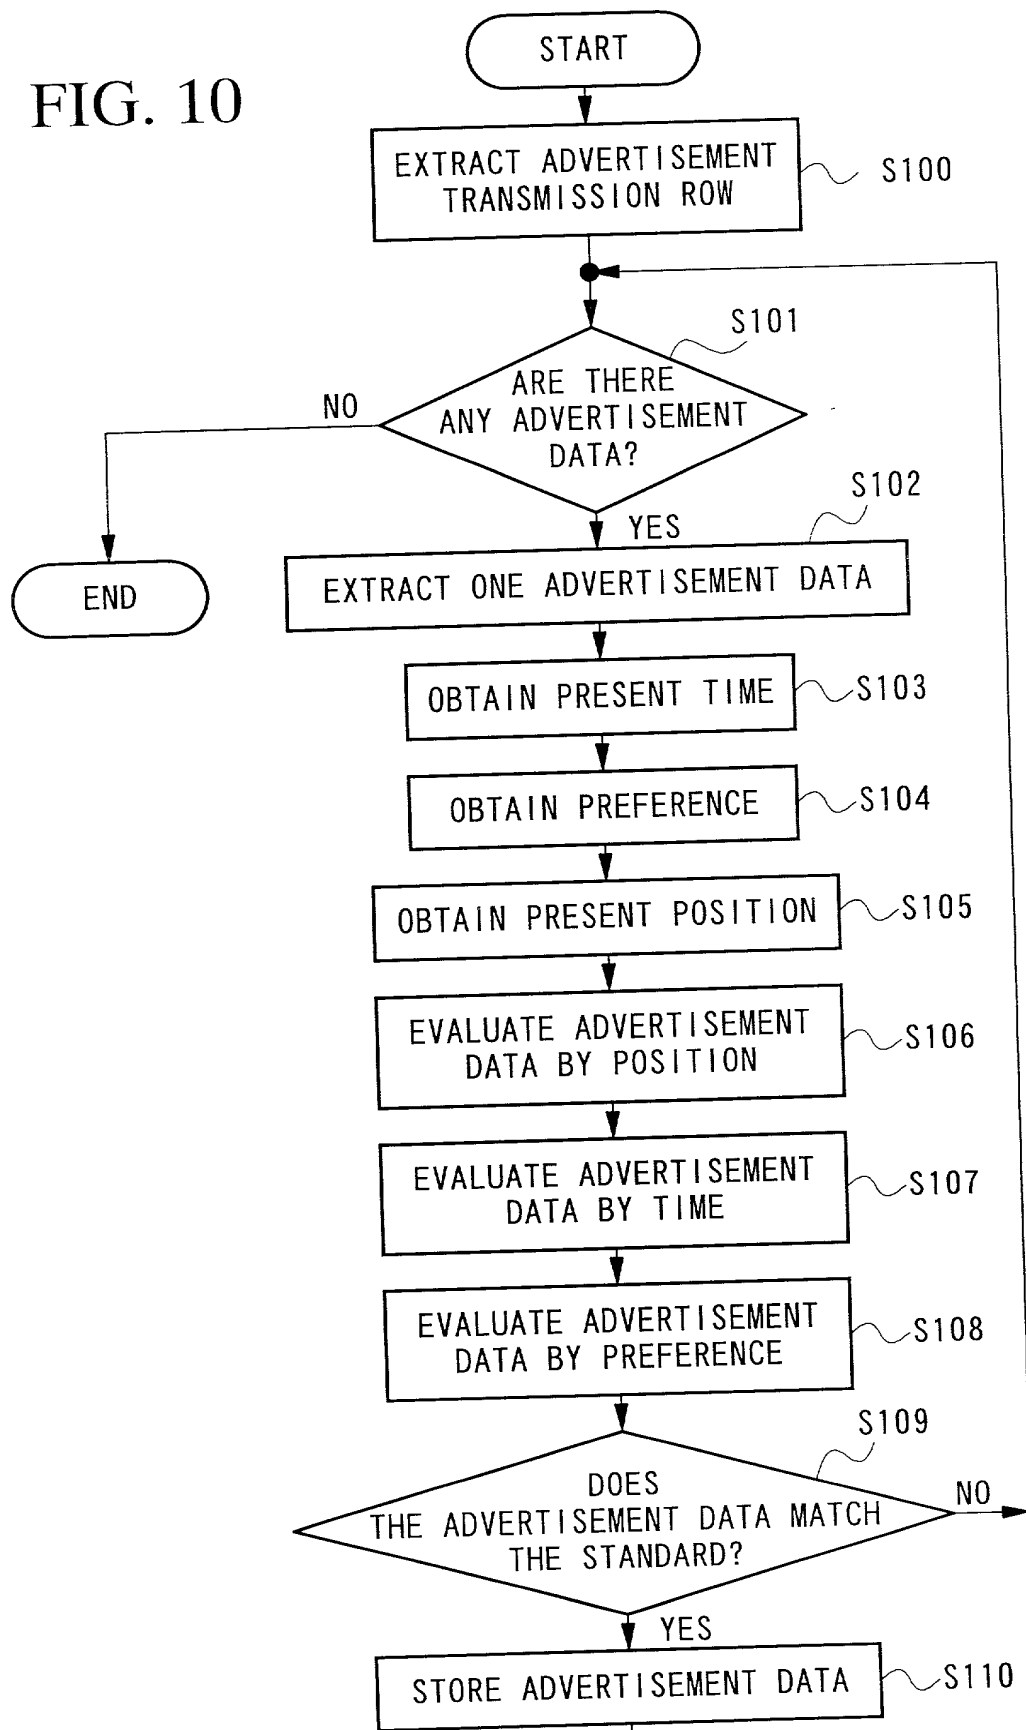 START
FIG. 10
EXTRACT ADVERTISEMENT
TRANSMISSION ROW
S100
S101
ARE THERE
ANY ADVERTISEMENT
DATA?
NO
S102
YES
EXTRACT ONE ADVERTISEMENT DATA
END
OBTAIN PRESENT TIME
S103
OBTAIN PREFERENCE
S104
OBTAIN PRESENT POSITION
S105
EVALUATE ADVERTISEMENT
DATA BY POSITION
S106
EVALUATE ADVERTISEMENT
DATA BY TIME
S107
EVALUATE ADVERTISEMENT
DATA BY PREFERENCE
S108
S109
DOES
THE ADVERTISEMENT DATA MATCH
THE STANDARD?
NO
YES
STORE ADVERTISEMENT DATA
S110